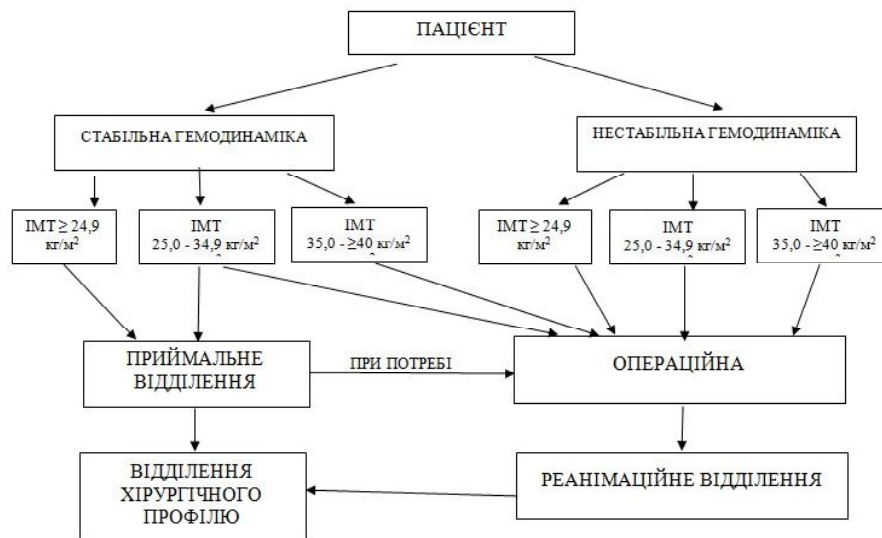 ПАЦІЄНТ
СТАБІЛЬНА ГЕМОДИНАМІКА
НЕСТАБІЛЬНА ГЕМОДИНАМІКА
ІМТ ≥ 24,9
кг/м²
ІМТ
25,0 - 34,9 кг/м²
ІМТ
35,0 - ≥40 кг/м²
ІМТ ≥ 24,9
кг/м²
ІМТ
25,0 - 34,9 кг/м²
ІМТ
35,0 - ≥40 кг/м²
ПРИЙМАЛЬНЕ
ВІДДІЛЕННЯ
ПРИ ПОТРЕБІ
ОПЕРАЦІЙНА
ВІДДІЛЕННЯ
ХІРУРГІЧНОГО
ПРОФІЛЮ
РЕАНІМАЦІЙНЕ ВІДДІЛЕННЯ